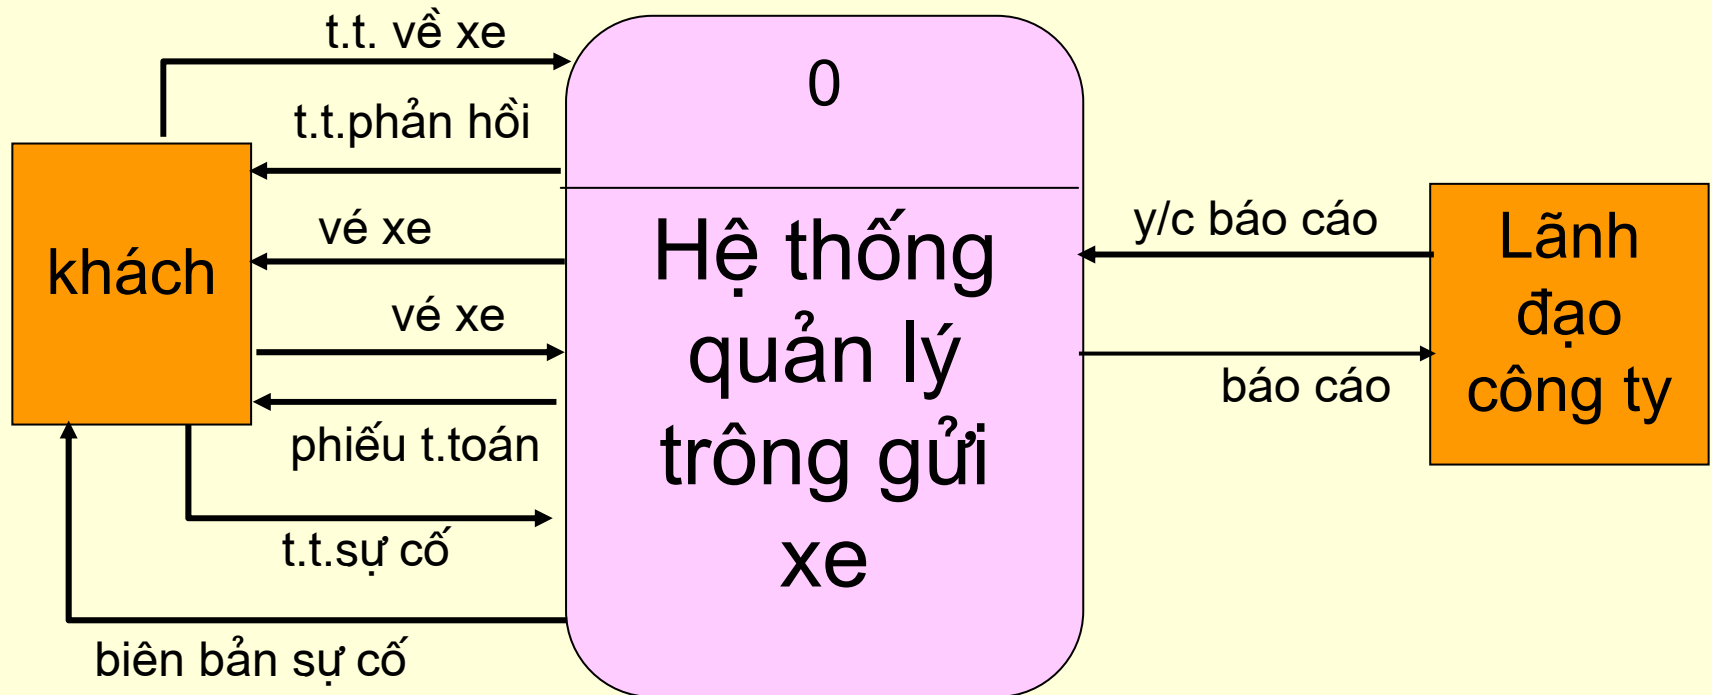 t.t. về xe
0
t.t.phản hồi
khách
vé xe
vé xe
phiếu t.toán
t.t.sự cố
biên bản sự cố
Hệ thống
quản lý
trông gửi
xe
y/c báo cáo
báo cáo
Lãnh
đạo
công ty